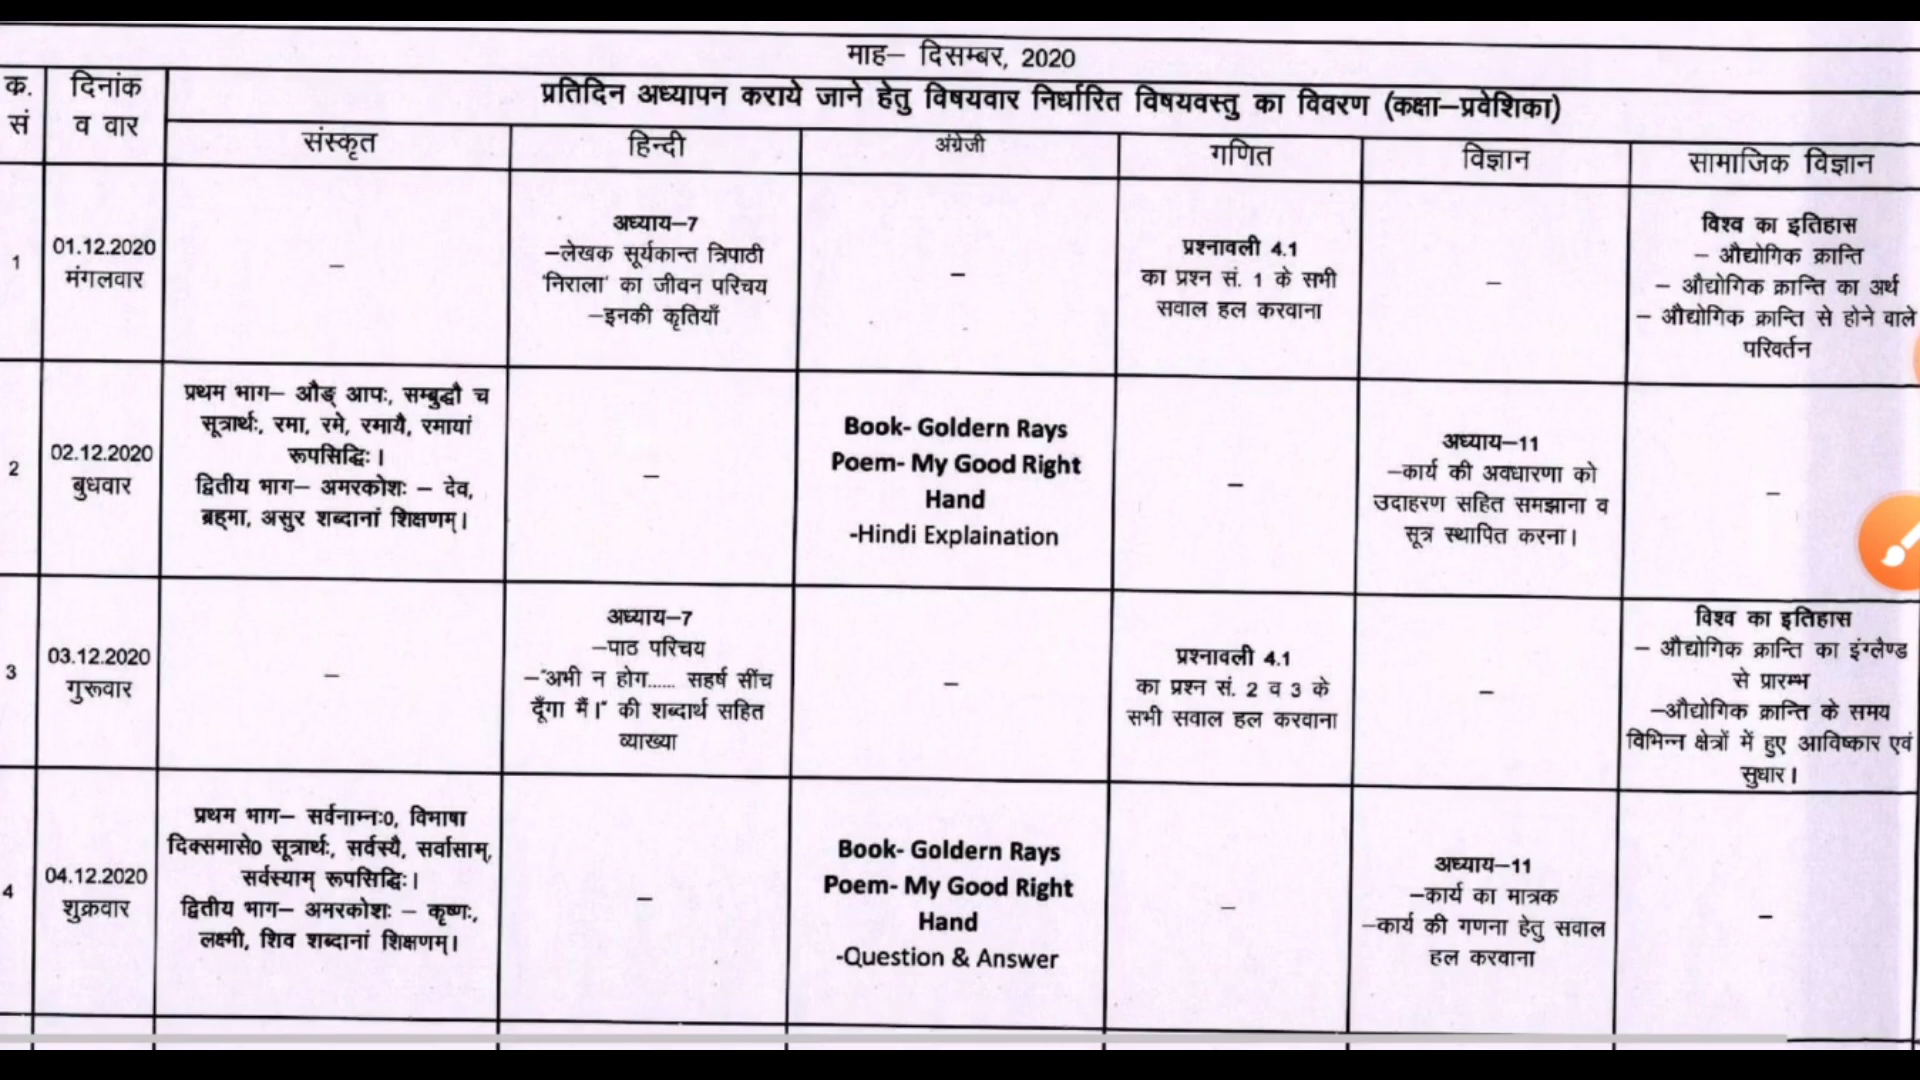 माह– दिसम्बर, 2020
क.
सं
दिनांक
व वार
प्रतिदिन अध्यापन कराये जाने हेतु विषयवार निर्धारित विषयवस्तु का विवरण (कक्षा–प्रवेशिका)
संस्कृत
हिन्दी
अंग्रेजी
गणित
विज्ञान
सामाजिक विज्ञान
1
01.12.2020
मंगलवार
–
अध्याय–7
–लेखक सूर्यकान्त त्रिपाठी
'निराला' का जीवन परिचय
–इनकी कृतियाँ
–
प्रश्नावली 4.1
का प्रश्न सं. 1 के सभी
सवाल हल करवाना
–
विश्व का इतिहास
– औद्योगिक क्रान्ति
– औद्योगिक क्रान्ति का अर्थ
– औद्योगिक क्रान्ति से होने वाले
परिवर्तन
2
02.12.2020
बुधवार
प्रथम भाग– औङ् आपः, सम्बुद्धौ च
सूत्रार्थः, रमा, रमे, रमायै, रमायां
रूपसिद्धिः।
द्वितीय भाग– अमरकोशः – देव,
ब्रह्मा, असुर शब्दानां शिक्षणम्।
–
Book- Goldern Rays
Poem- My Good Right
Hand
-Hindi Explaination
–
अध्याय–11
–कार्य की अवधारणा को
उदाहरण सहित समझाना व
सूत्र स्थापित करना।
–
3
03.12.2020
गुरूवार
–
अध्याय–7
–पाठ परिचय
–"अभी न होग...... सहर्ष सींच
दूँगा मैं।" की शब्दार्थ सहित
व्याख्या
–
प्रश्नावली 4.1
का प्रश्न सं. 2 व 3 के
सभी सवाल हल करवाना
–
विश्व का इतिहास
– औद्योगिक क्रान्ति का इंग्लैण्ड
से प्रारम्भ
–औद्योगिक क्रान्ति के समय
विभिन्न क्षेत्रों में हुए आविष्कार एवं
सुधार।
4
04.12.2020
शुक्रवार
प्रथम भाग– सर्वनाम्नः0, विभाषा
दिक्समासे0 सूत्रार्थः, सर्वस्यै, सर्वासाम्,
सर्वस्याम् रूपसिद्धिः।
द्वितीय भाग– अमरकोशः – कृष्णः,
लक्ष्मी, शिव शब्दानां शिक्षणम्।
–
Book- Goldern Rays
Poem- My Good Right
Hand
-Question & Answer
–
अध्याय–11
–कार्य का मात्रक
–कार्य की गणना हेतु सवाल
हल करवाना
–